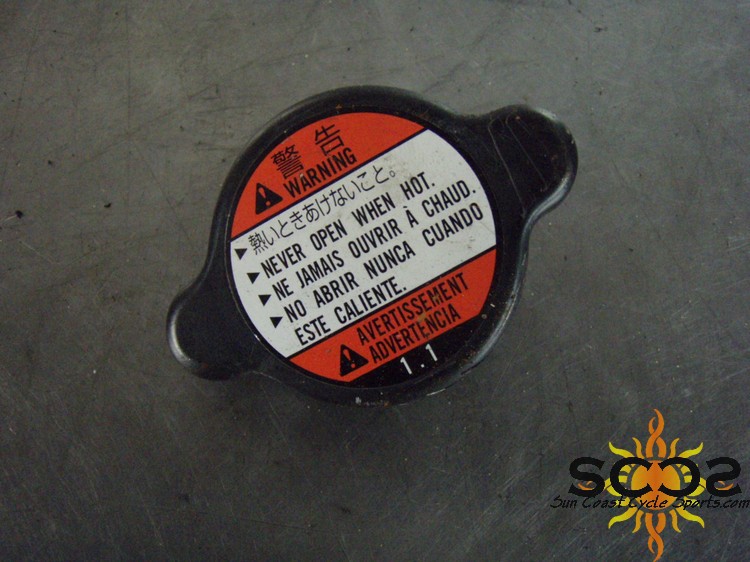 警告
WARNING
熱いときあけないこと。
NEVER OPEN WHEN HOT.
NE JAMAIS OUVRIR À CHAUD.
NO ABRIR NUNCA CUANDO
ESTE CALIENTE.
AVERTISSEMENT
ADVERTENCIA
1.1
SCCS
Sun Coast Cycle Sports.com